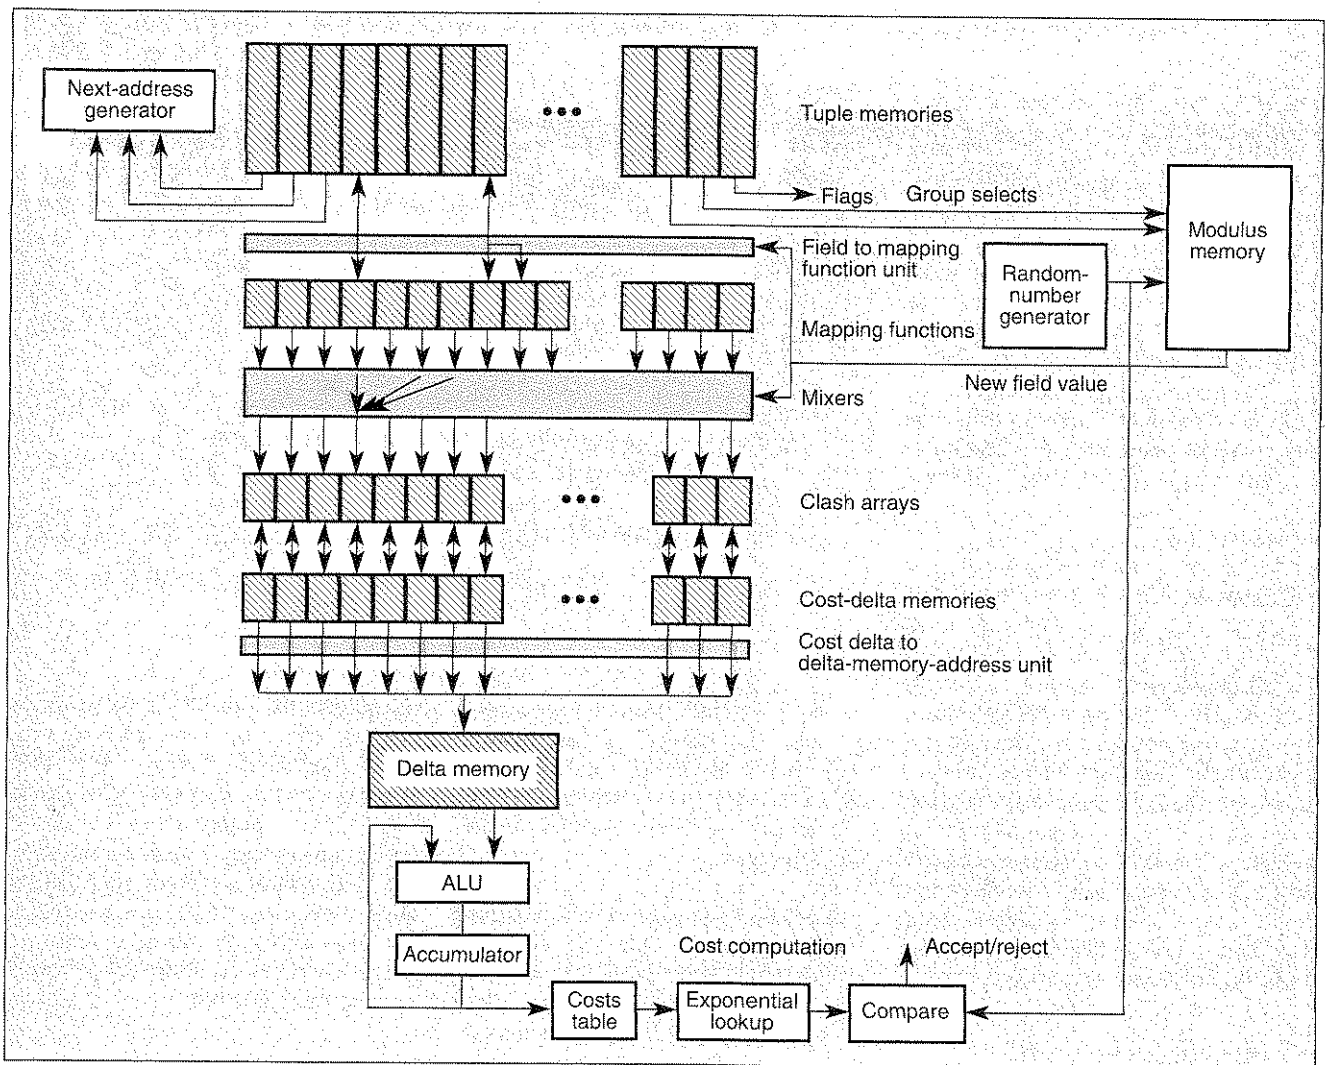 Next-address
generator
Tuple memories
Flags
Group selects
Modulus
memory
Field to mapping
function unit
Random-
number
generator
Mapping functions
New field value
Mixers
Clash arrays
Cost-delta memories
Cost delta to
delta-memory-address unit
Delta memory
ALU
Accumulator
Cost computation
Accept/reject
Costs
table
Exponential
lookup
Compare